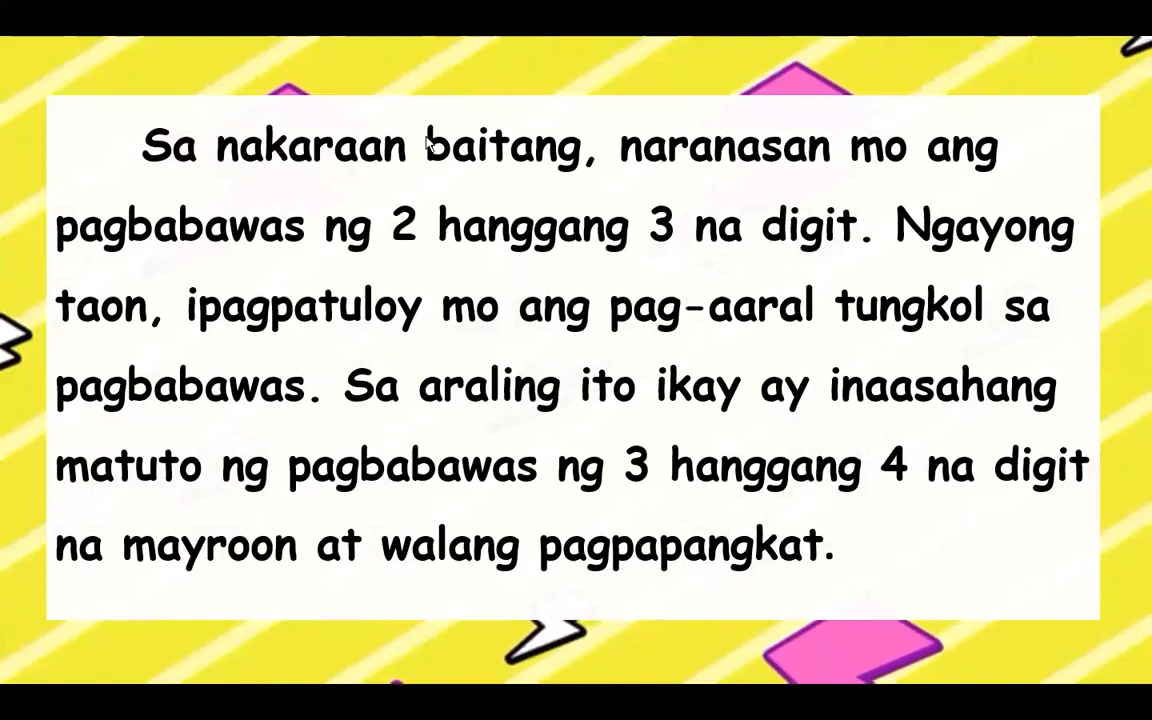 Sa nakaraan baitang, naranasan mo ang
pagbabawas ng 2 hanggang 3 na digit. Ngayong
taon, ipagpatuloy mo ang pag-aaral tungkol sa
pagbabawas. Sa araling ito ikay ay inaasahang
matuto ng pagbabawas ng 3 hanggang 4 na digit
na mayroon at walang pagpapangkat.